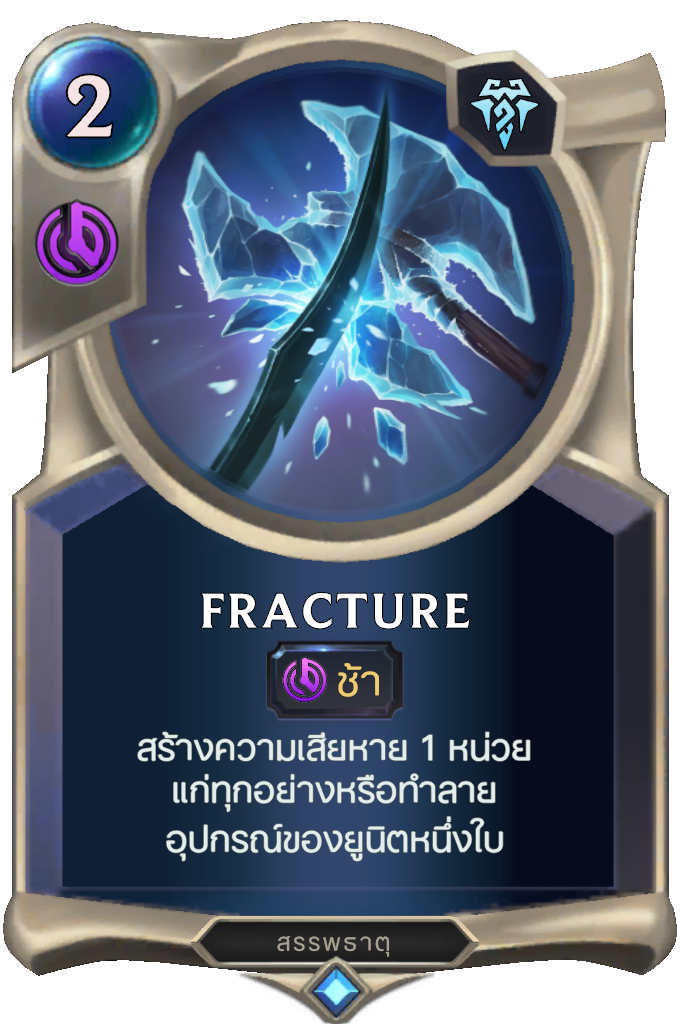 2
FRACTURE
ช้า
สร้างความเสียหาย 1 หน่วย
แก่ทุกอย่างหรือทำลาย
อุปกรณ์ของยูนิตหนึ่งใบ
สรรพธาตุ